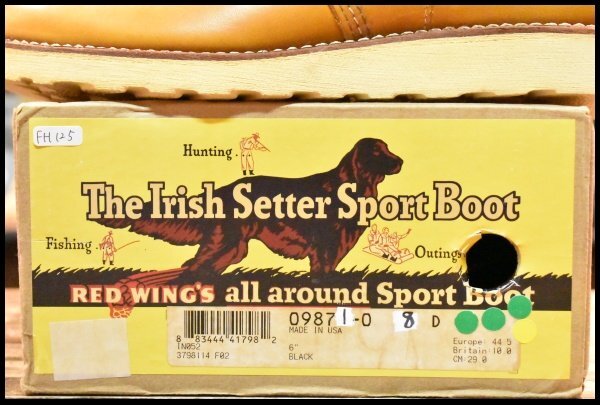 FH125
Hunting
The Irish Setter Sport Boot
Fishing
Outings
RED WING'S all around Sport Boot
09871-0 8 D
MADE IN USA
8 83444 41798 2
IN052
6"
3798114 F02
BLACK
Europe: 44.5
Britain: 10.0
CM: 29.0